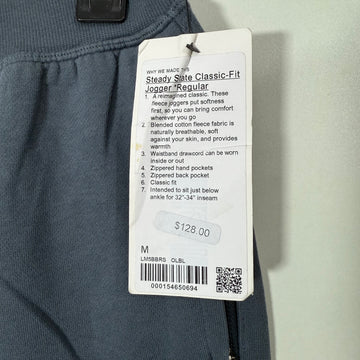 WHY WE MADE THIS
Steady State Classic-Fit
Jogger *Regular
1. A reimagined classic. These
fleece joggers put softness
first, so you can bring comfort
wherever you go
2. Blended cotton fleece fabric is
naturally breathable, soft
against your skin, and provides
warmth
3. Waistband drawcord can be worn
inside or out
4. Zippered hand pockets
5. Zippered back pocket
6. Classic fit
7. Intended to sit just below
ankle for 32"-34" inseam
$128.00
M
LM5BBRS OLBL
000154650694